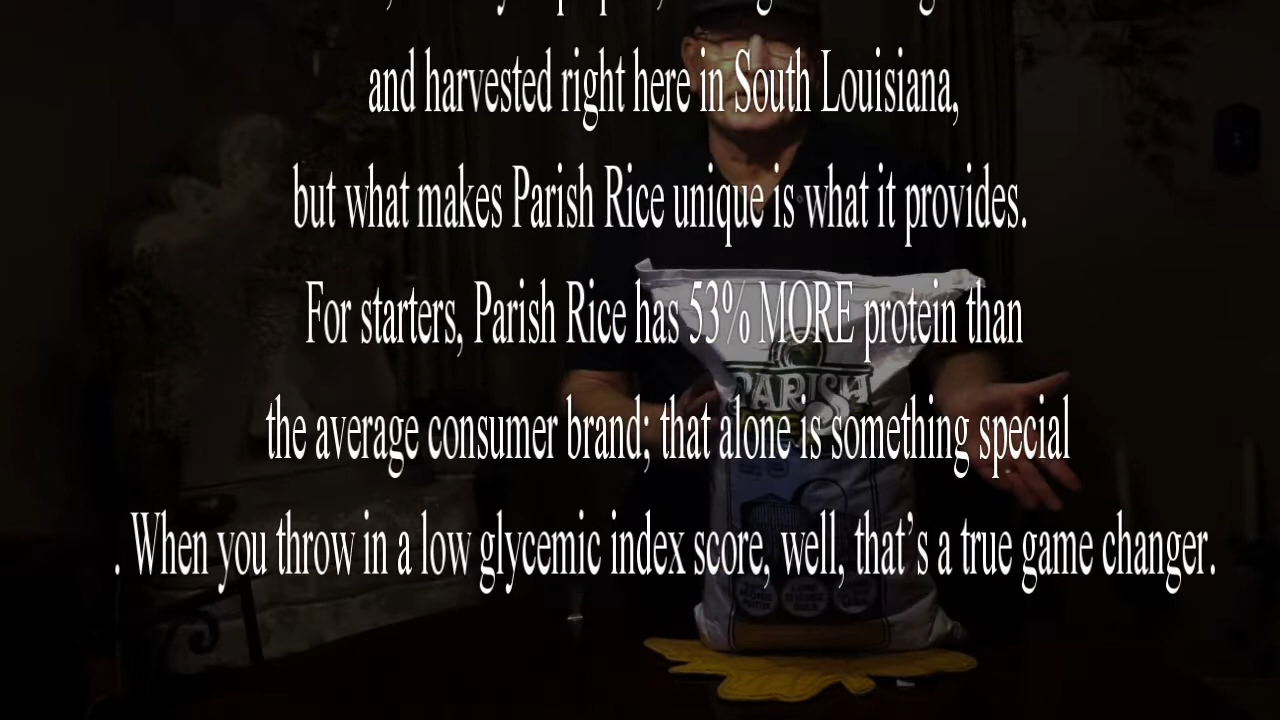 and harvested right here in South Louisiana,
but what makes Parish Rice unique is what it provides.
For starters, Parish Rice has 53% MORE protein than
the average consumer brand; that alone is something special
. When you throw in a low glycemic index score, well, that’s a true game changer.
PARISH